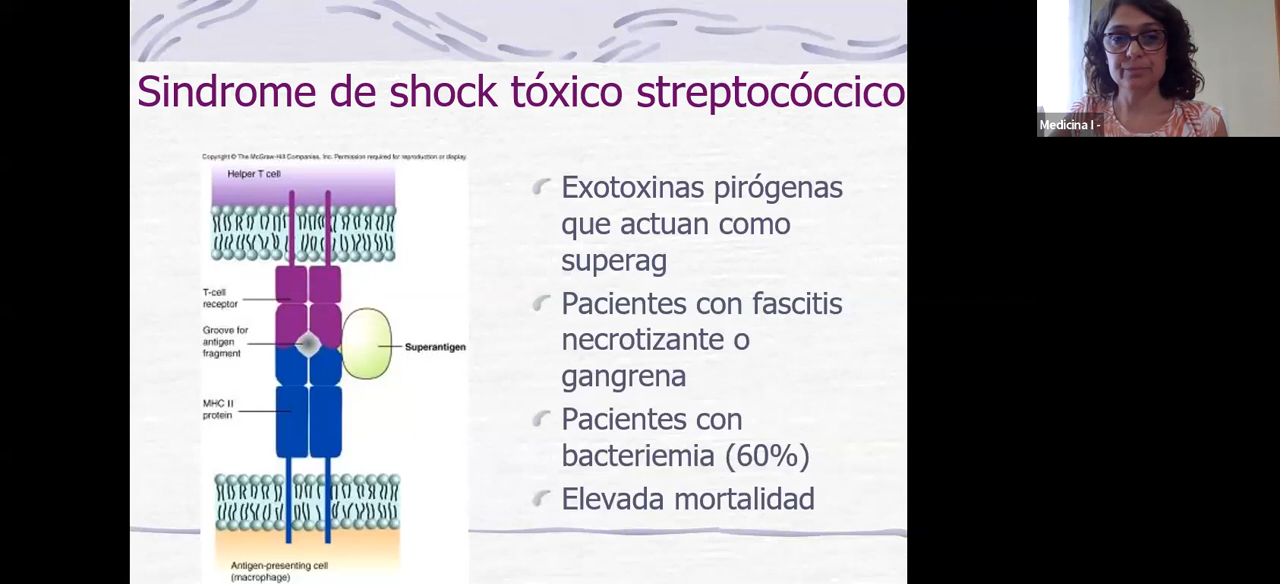 Sindrome de shock tóxico streptocóccico
Medicina I -
Copyright © The McGraw-Hill Companies, Inc. Permission required for reproduction or display.
Helper T cell
T-cell
receptor
Groove for
antigen
fragment
Superantigen
MHC II
protein
Antigen-presenting cell
(macrophage)
Exotoxinas pirógenas
que actuan como
superag
Pacientes con fascitis
necrotizante o
gangrena
Pacientes con
bacteriemia (60%)
Elevada mortalidad